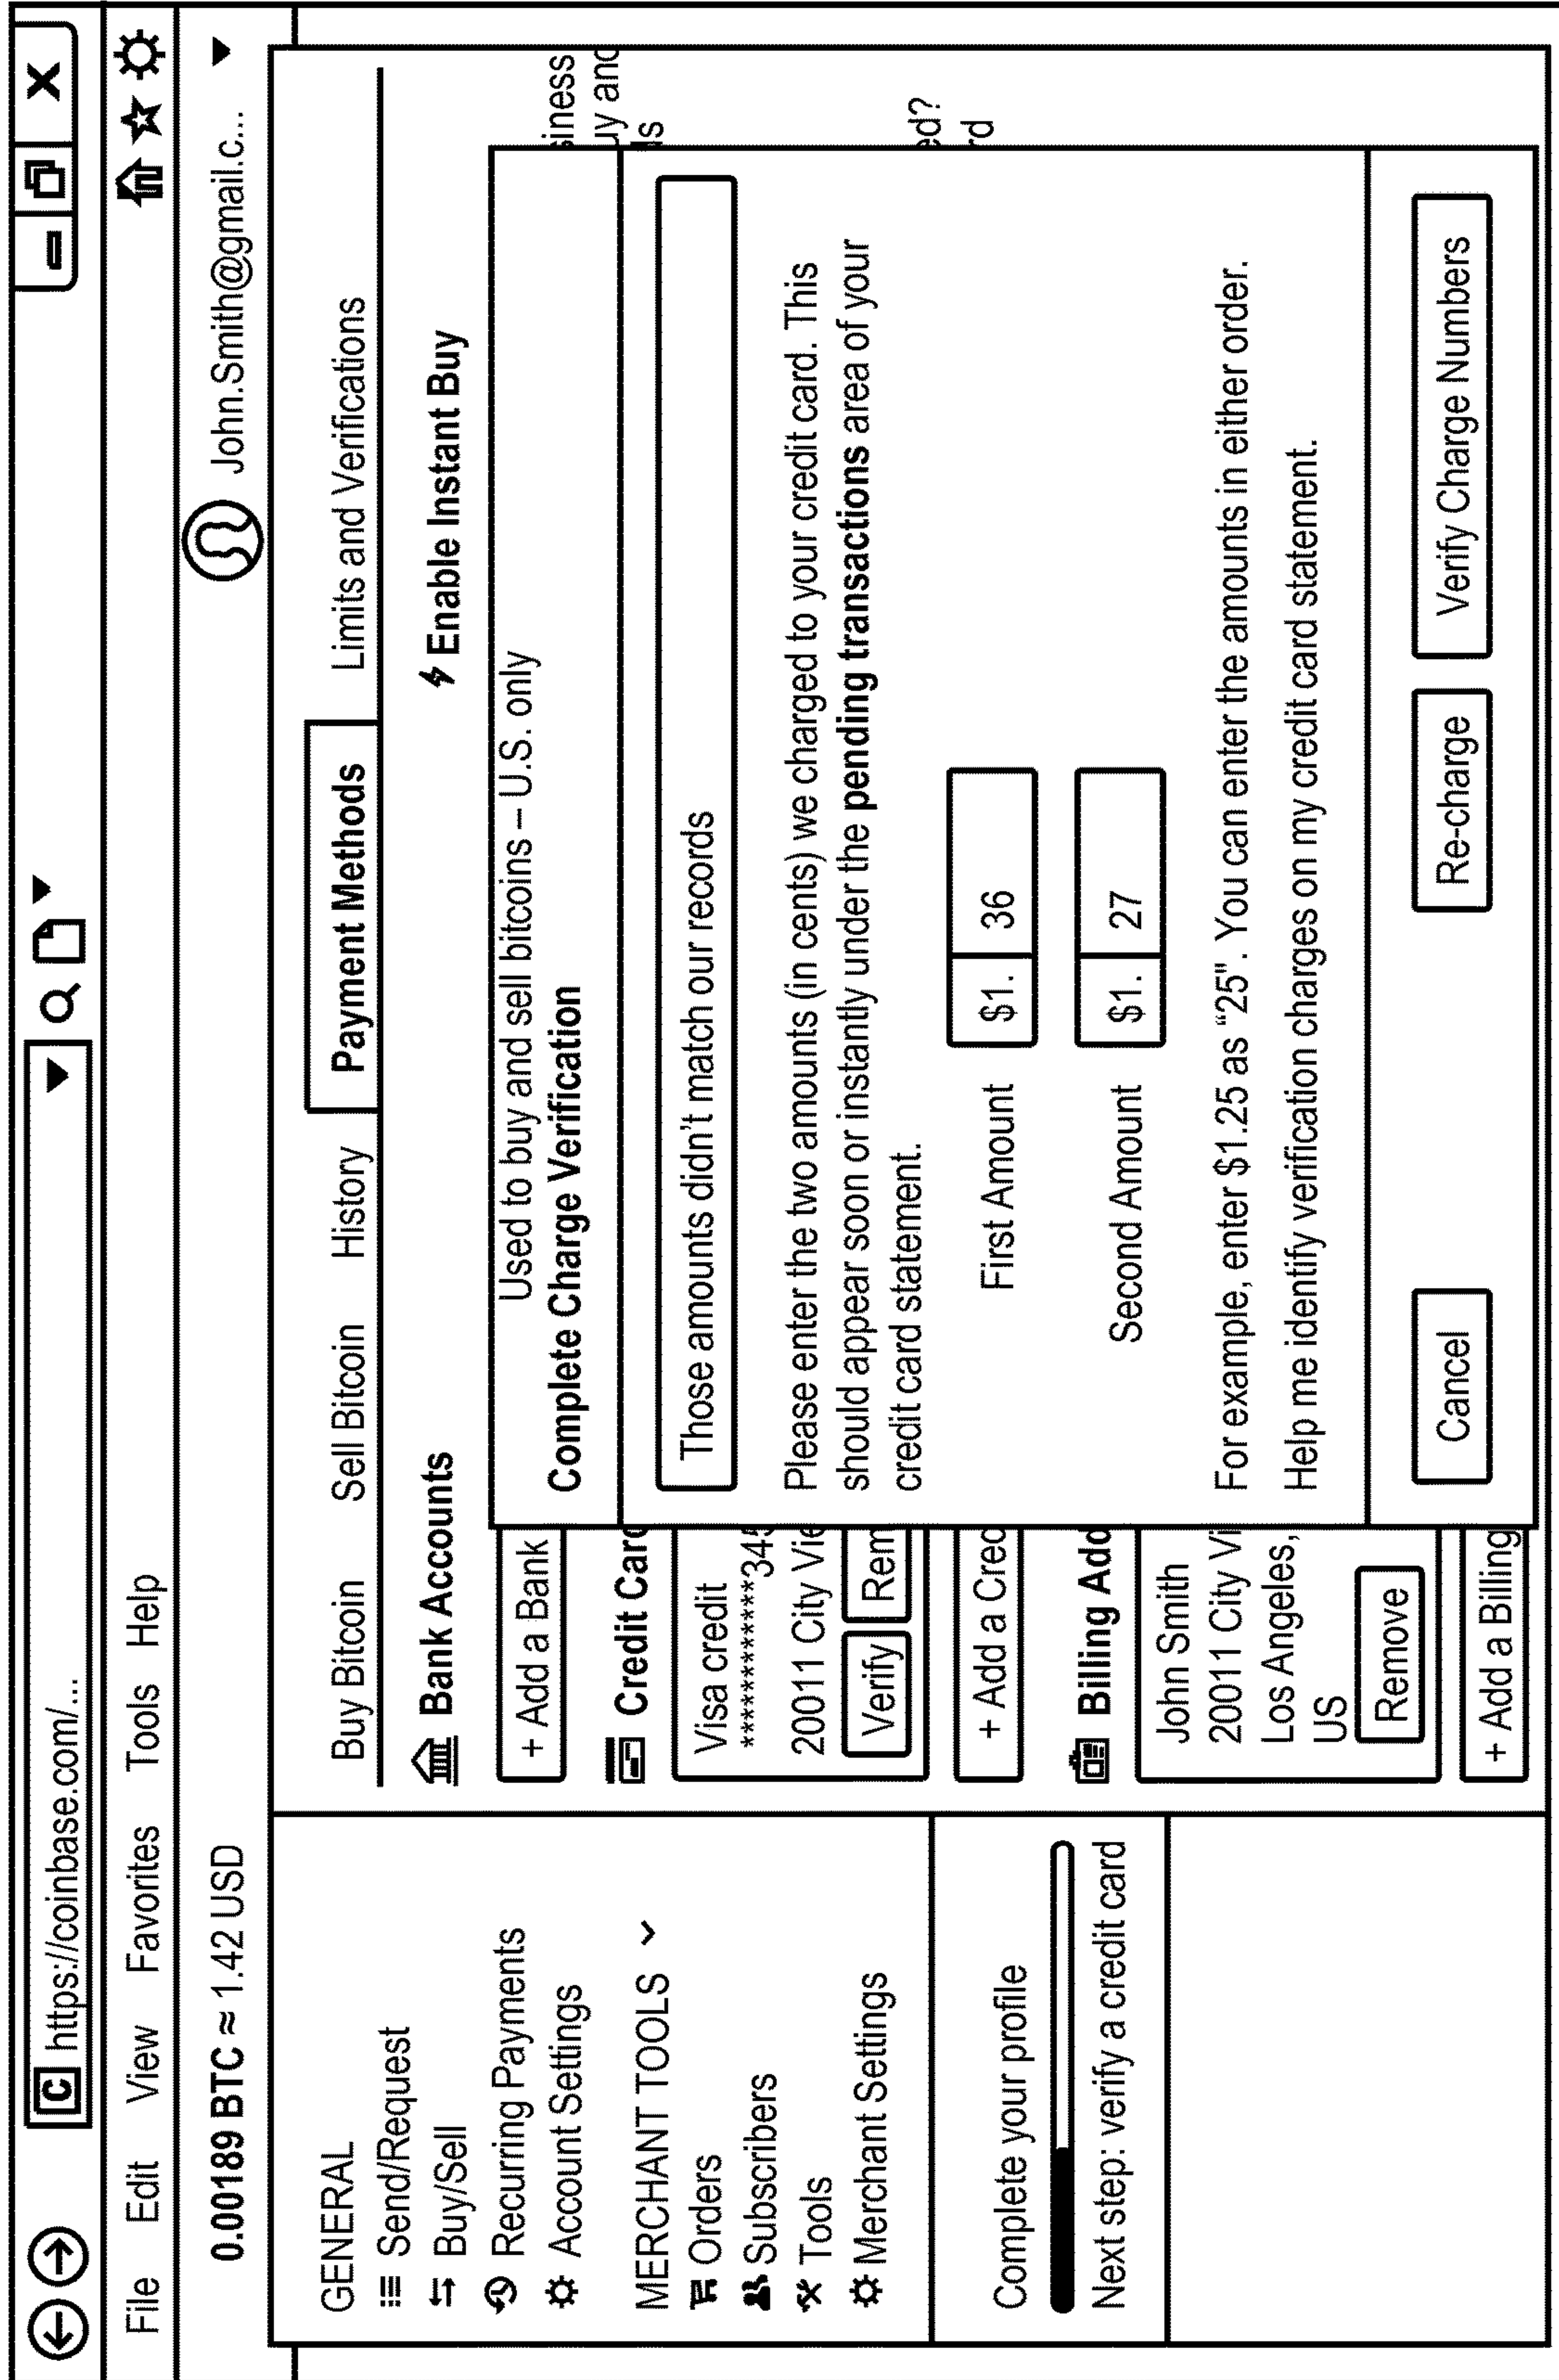 https://coinbase.com/...
X
File Edit View Favorites Tools Help
0.00189 BTC ≈ 1.42 USD
John.Smith@gmail.c...
GENERAL
Send/Request
Buy/Sell
Recurring Payments
Account Settings
MERCHANT TOOLS
Orders
Subscribers
Tools
Merchant Settings
Complete your profile
Next step: verify a credit card
Buy Bitcoin Sell Bitcoin History Payment Methods Limits and Verifications
Bank Accounts
Enable Instant Buy
+ Add a Bank
Credit Card
Visa credit
***********345
20011 City Vie
Verify Rem
+ Add a Cred
Billing Add
John Smith
20011 City Vi
Los Angeles,
US
Remove
+ Add a Billing
Used to buy and sell bitcoins – U.S. only
Complete Charge Verification
Those amounts didn't match our records
Please enter the two amounts (in cents) we charged to your credit card. This
should appear soon or instantly under the pending transactions area of your
credit card statement.
First Amount $1. 36
Second Amount $1. 27
For example, enter $1.25 as “25". You can enter the amounts in either order.
Help me identify verification charges on my credit card statement.
Cancel Re-charge Verify Charge Numbers
siness
uy and
ls
ed?
rd